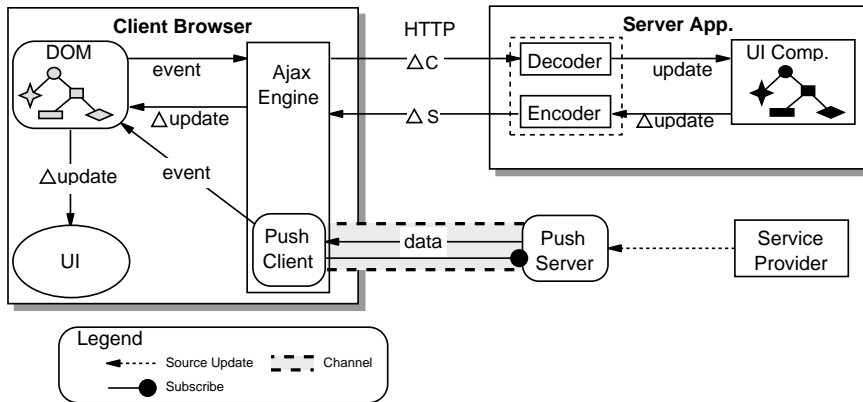 Client Browser
HTTP
Server App.
DOM
event
Ajax
Engine
△C
Decoder
update
UI Comp.
△update
△S
Encoder
△update
△update
event
UI
Push
Client
data
Push
Server
Service
Provider
Legend
Source Update
Channel
Subscribe